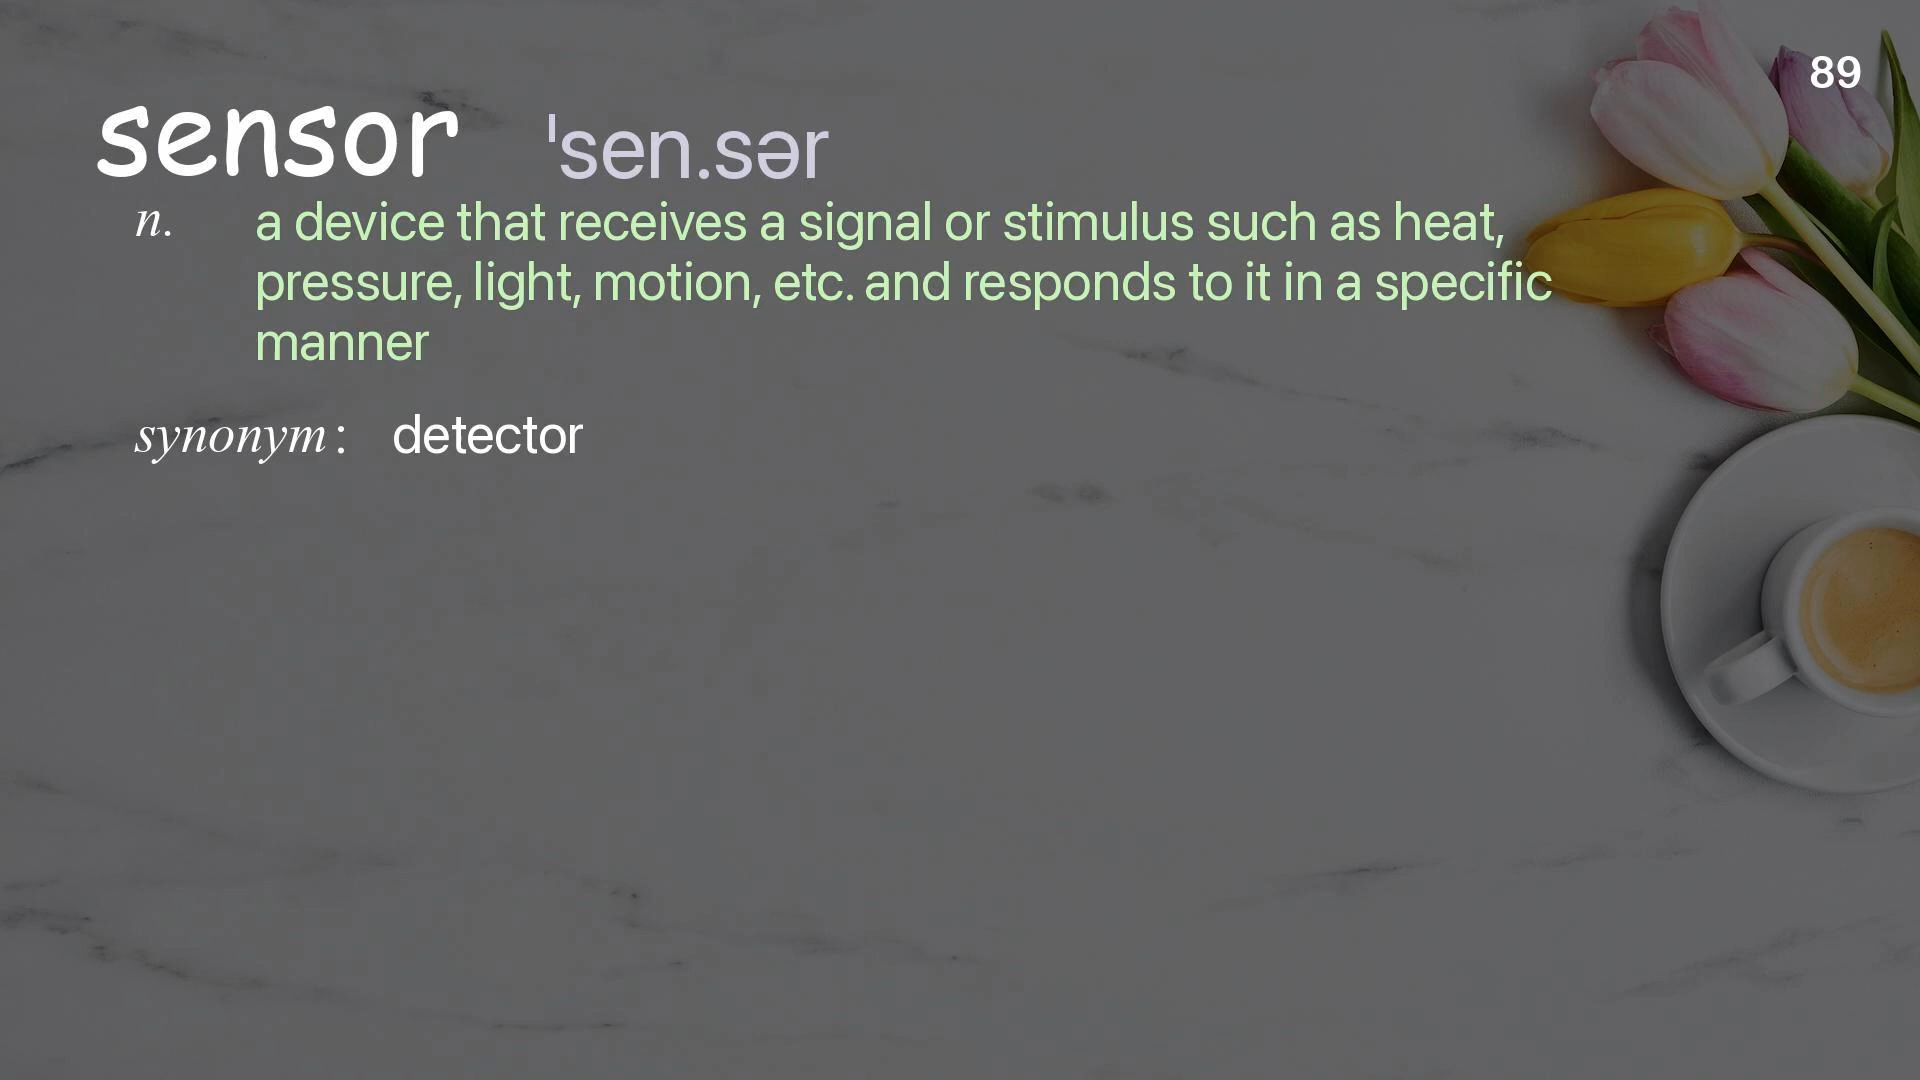 89
sensor ˈsen.sər
n. a device that receives a signal or stimulus such as heat,
pressure, light, motion, etc. and responds to it in a specific
manner
synonym: detector